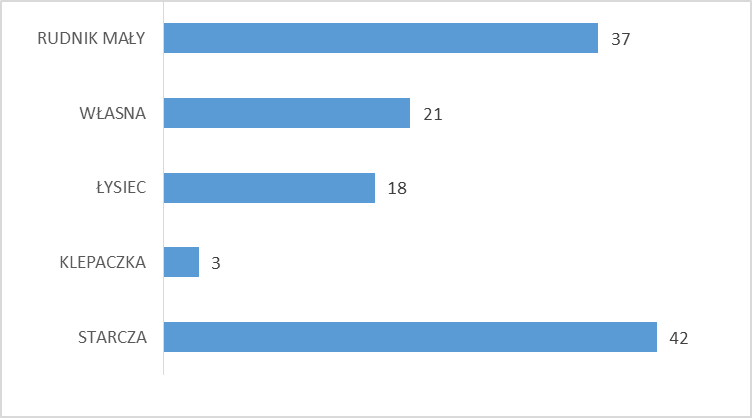 RUDNIK MAŁY 37
WŁASNA 21
ŁYSIEC 18
KLEPACZKA 3
STARCZA 42